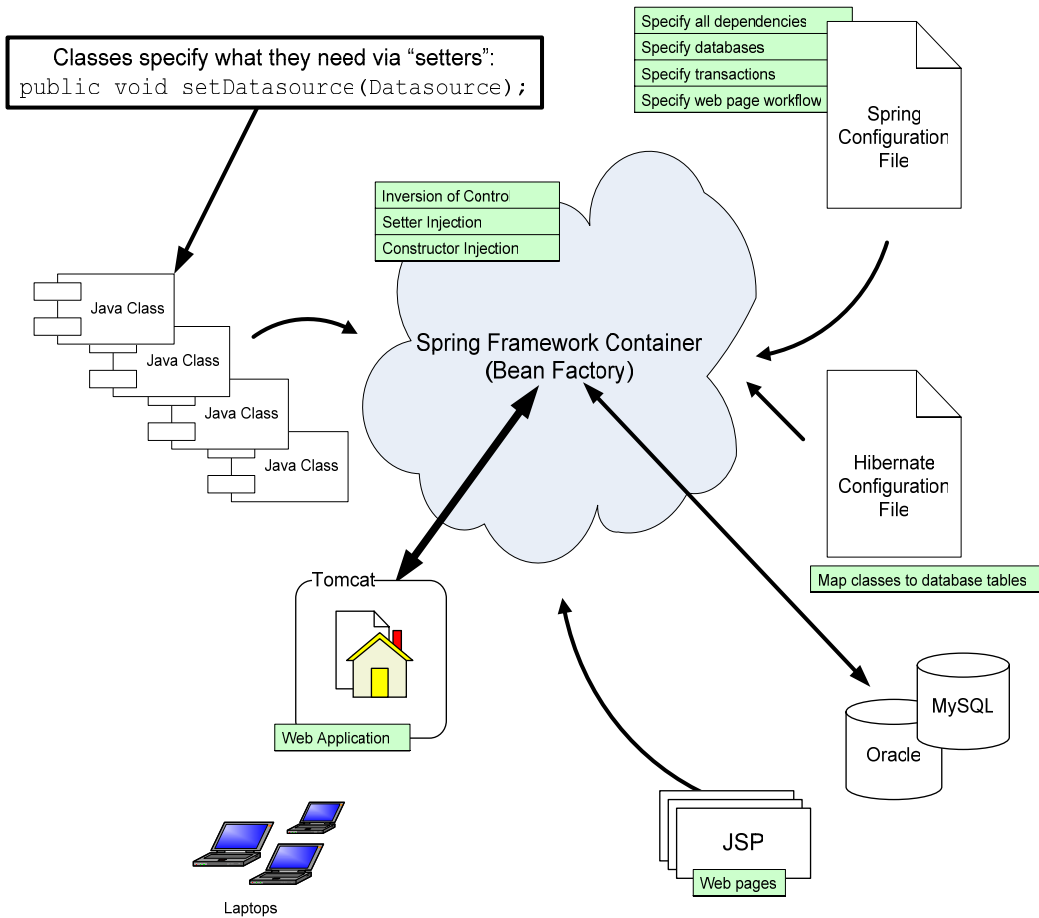 Classes specify what they need via “setters”:
public void setDatasource(Datasource);
Specify all dependencies
Specify databases
Specify transactions
Specify web page workflow
Spring
Configuration
File
Inversion of Control
Setter Injection
Constructor Injection
Java Class
Java Class
Java Class
Java Class
Spring Framework Container
(Bean Factory)
Hibernate
Configuration
File
Map classes to database tables
Tomcat
Web Application
MySQL
Oracle
JSP
Web pages
Laptops